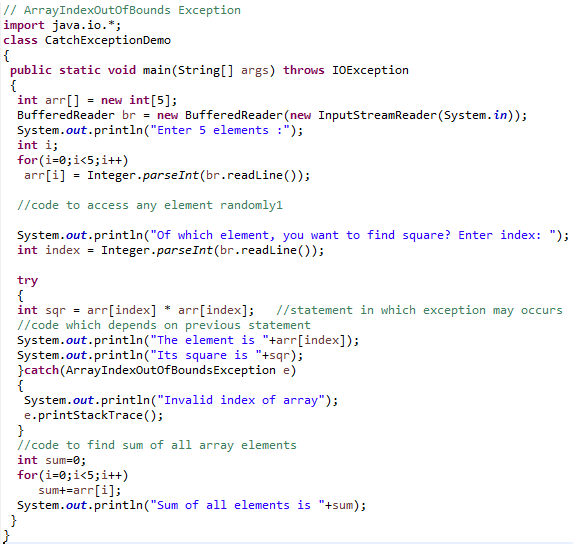 // ArrayIndexOutOfBounds Exception
import java.io.*;
class CatchExceptionDemo
{
 public static void main(String[] args) throws IOException
 {
  int arr[] = new int[5];
  BufferedReader br = new BufferedReader(new InputStreamReader(System.in));
  System.out.println("Enter 5 elements :");
  int i;
  for(i=0;i<5;i++)
   arr[i] = Integer.parseInt(br.readLine());

  //code to access any element randomly1

  System.out.println("Of which element, you want to find square? Enter index: ");
  int index = Integer.parseInt(br.readLine());

  try
  {
  int sqr = arr[index] * arr[index];   //statement in which exception may occurs
  //code which depends on previous statement
  System.out.println("The element is "+arr[index]);
  System.out.println("Its square is "+sqr);
  }catch(ArrayIndexOutOfBoundsException e)
  {
   System.out.println("Invalid index of array");
   e.printStackTrace();
  }
  //code to find sum of all array elements
  int sum=0;
  for(i=0;i<5;i++)
     sum+=arr[i];
  System.out.println("Sum of all elements is "+sum);
 }
}